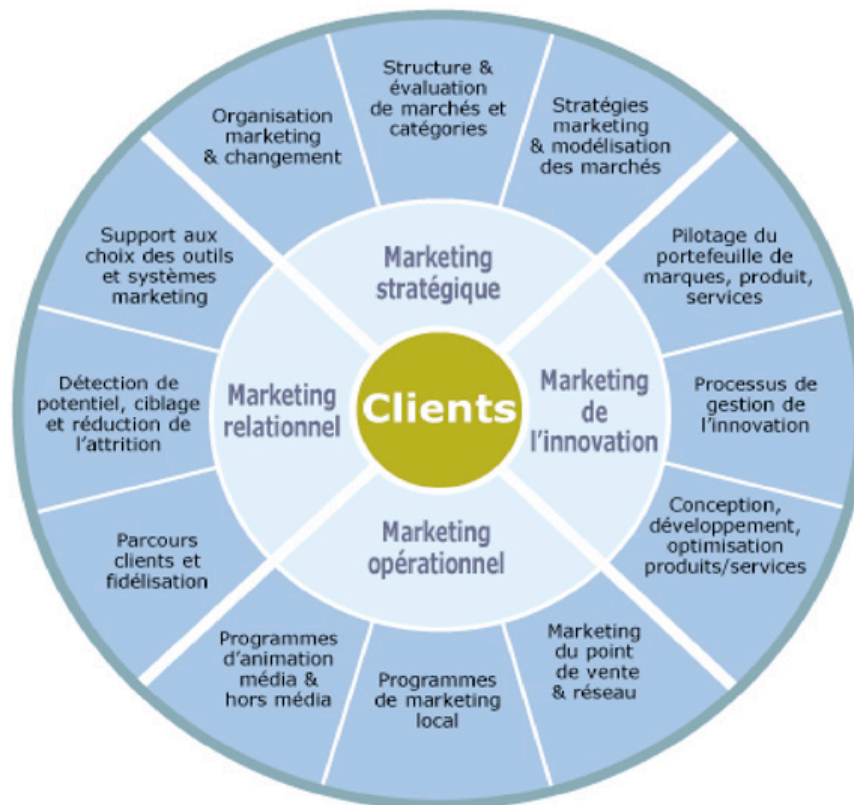 Structure &
évaluation
de marchés et
catégories
Stratégies
marketing
& modélisation
des marchés
Pilotage du
portefeuille de
marques, produit,
services
Processus de
gestion de
l'innovation
Conception,
développement,
optimisation
produits/services
Marketing
du point
de vente
& réseau
Programmes
de marketing
local
Programmes
d'animation
média &
hors média
Parcours
clients et
fidélisation
Détection de
potentiel, ciblage
et réduction de
l'attrition
Support aux
choix des outils
et systèmes
marketing
Organisation
marketing
& changement
Marketing
stratégique
Marketing
de
l'innovation
Marketing
opérationnel
Marketing
relationnel
Clients